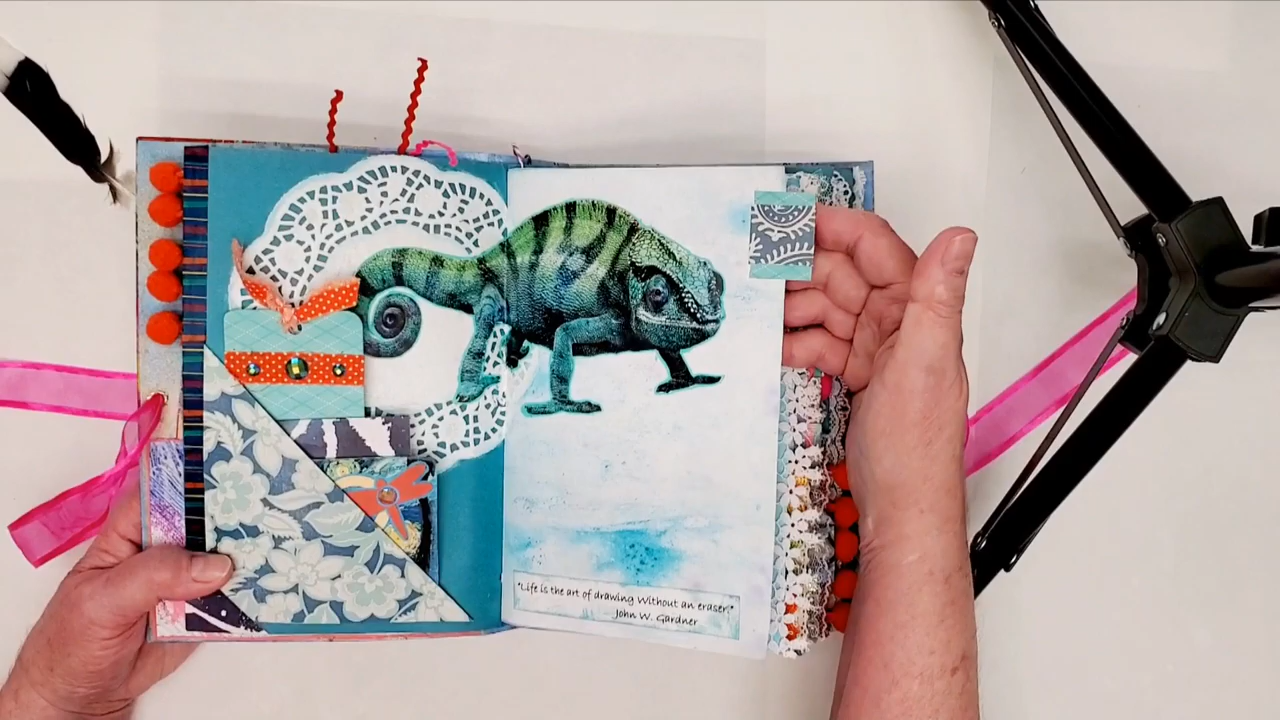 "Life is the art of drawing Without an eraser."
John W. Gardner